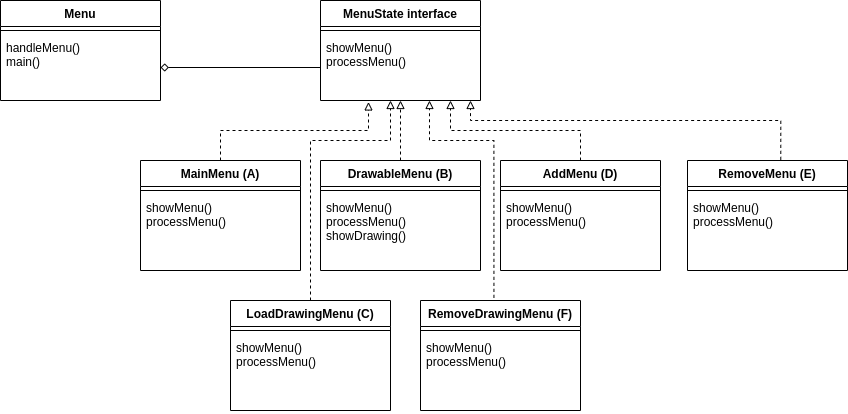 Menu
handleMenu()
main()
MenuState interface
showMenu()
processMenu()
MainMenu (A)
showMenu()
processMenu()
DrawableMenu (B)
showMenu()
processMenu()
showDrawing()
AddMenu (D)
showMenu()
processMenu()
RemoveMenu (E)
showMenu()
processMenu()
LoadDrawingMenu (C)
showMenu()
processMenu()
RemoveDrawingMenu (F)
showMenu()
processMenu()